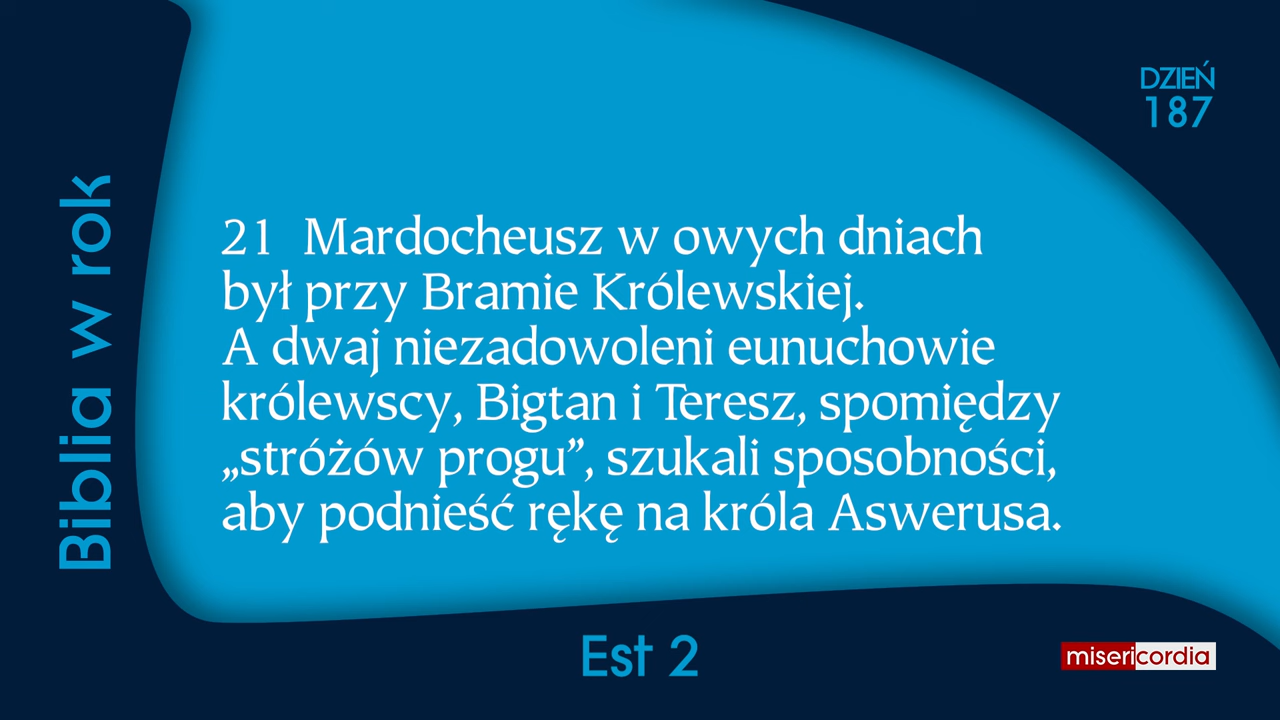 DZIEŃ
187
Biblia w rok
21 Mardocheusz w owych dniach
był przy Bramie Królewskiej.
A dwaj niezadowoleni eunuchowie
królewscy, Bigtan i Teresz, spomiędzy
„stróżów progu”, szukali sposobności,
aby podnieść rękę na króla Aswerusa.
Est 2
misericordia